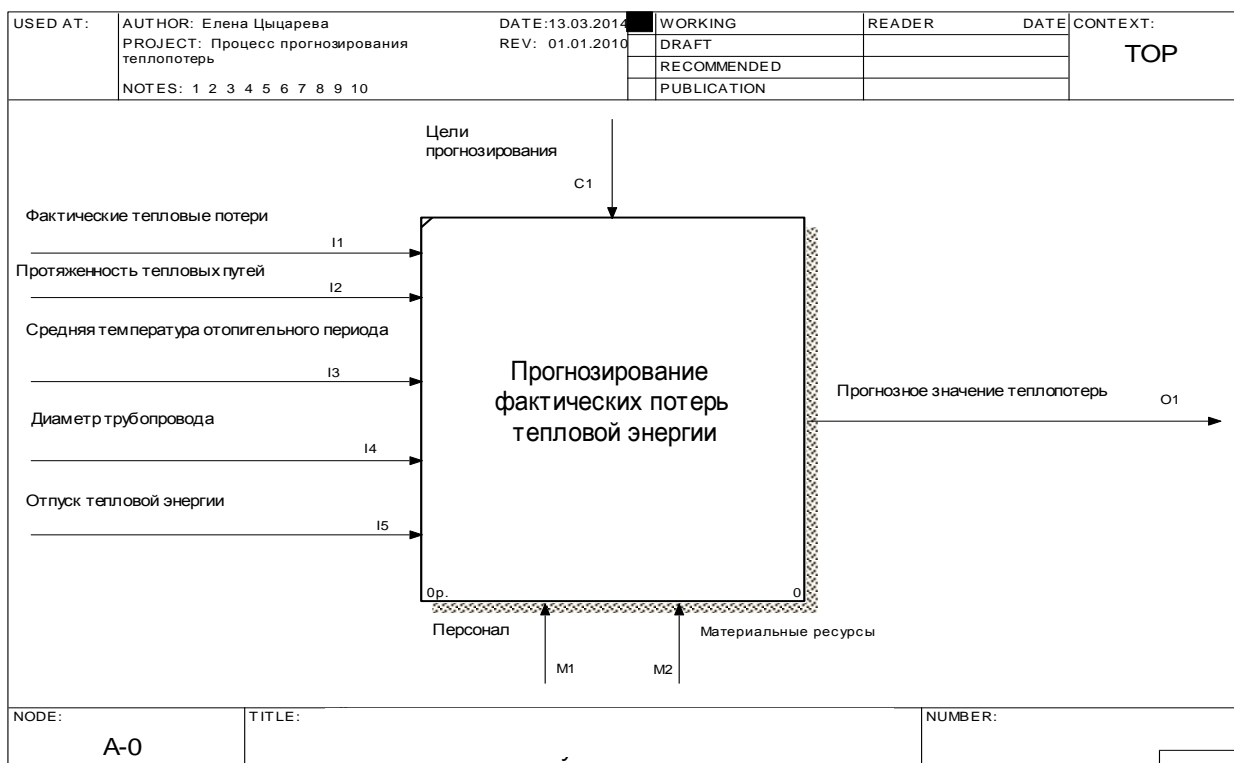 USED AT:
AUTHOR: Елена Цыцарева
DATE:13.03.2014
WORKING
READER
DATE
CONTEXT:
PROJECT: Процесс прогнозирования
теплопотерь
REV: 01.01.2010
DRAFT
TOP
RECOMMENDED
NOTES: 1 2 3 4 5 6 7 8 9 10
PUBLICATION
Цели
прогнозирования
C1
Фактические тепловые потери
I1
Протяженность тепловых путей
I2
Средняя температура отопительного периода
I3
Диаметр трубопровода
I4
Отпуск тепловой энергии
I5
Прогнозирование
фактических потерь
тепловой энергии
Прогнозное значение теплопотерь
O1
0р.
0
Персонал
Материальные ресурсы
M1
M2
NODE:
TITLE:
NUMBER:
A-0